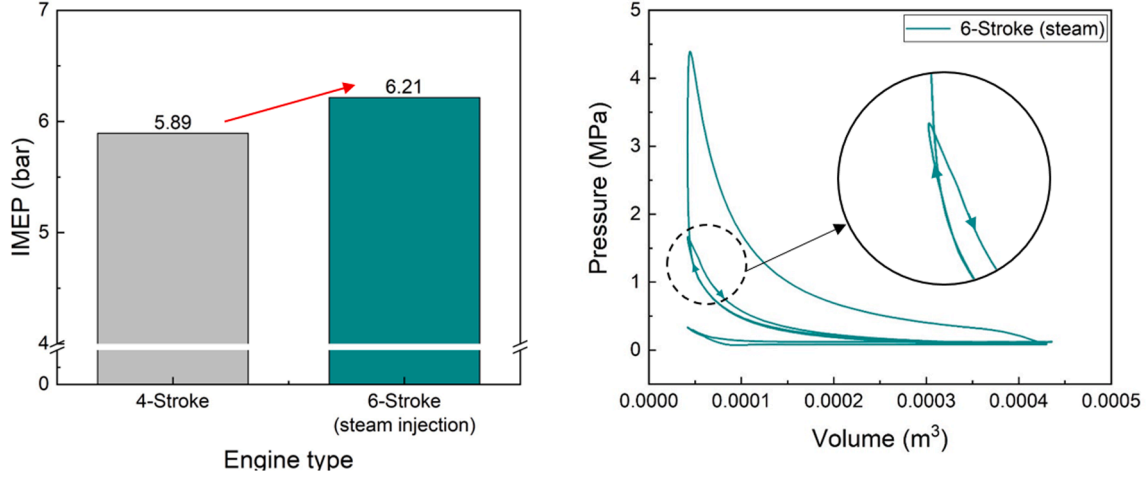 7
6
5
4
0
IMEP (bar)
5.89
6.21
4-Stroke
6-Stroke
(steam injection)
Engine type
6-Stroke (steam)
5
4
3
2
1
0
Pressure (MPa)
0.0000
0.0001
0.0002
0.0003
0.0004
0.0005
Volume (m³)